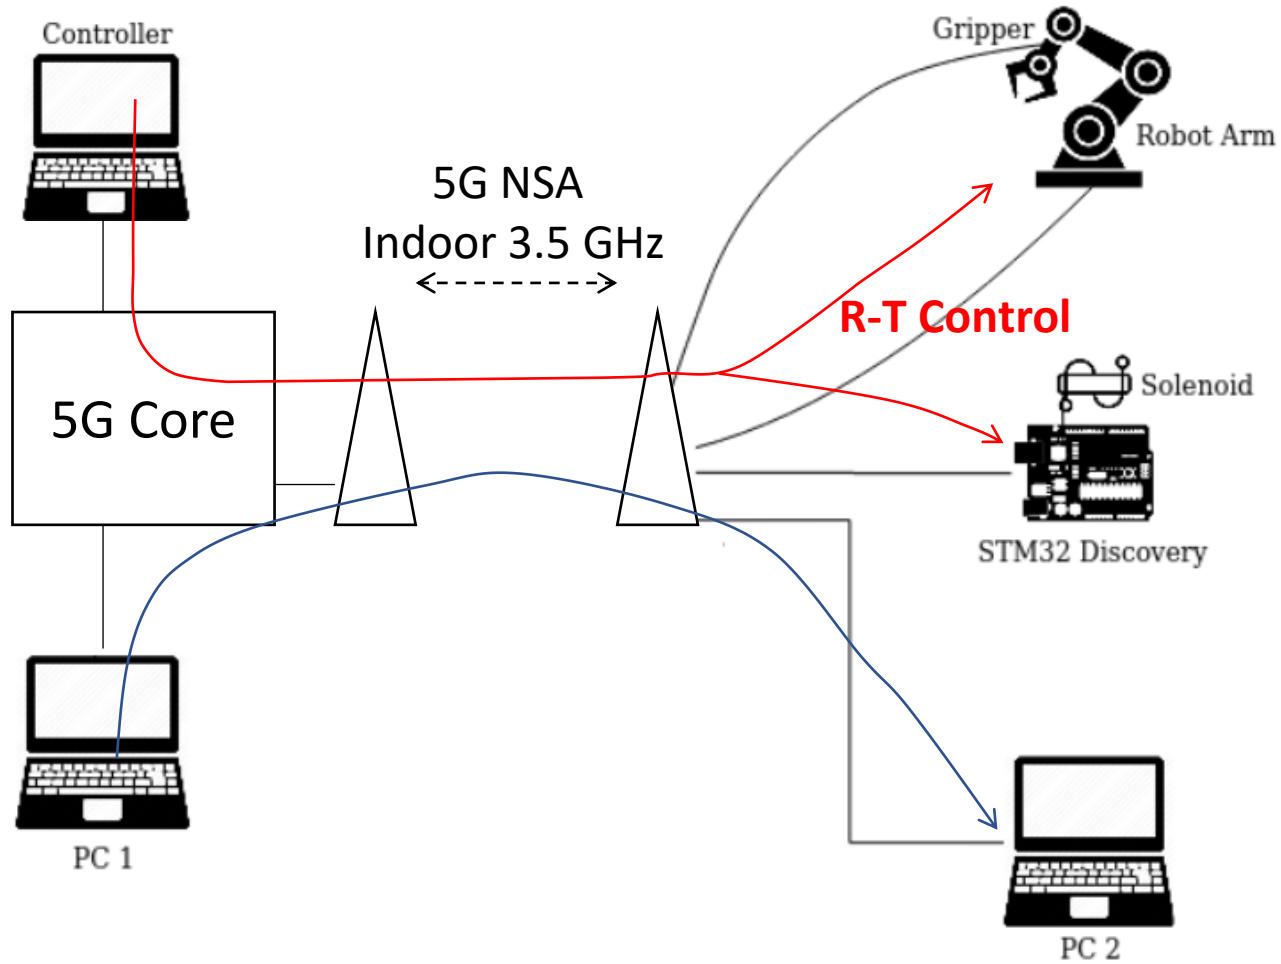 Controller
Gripper
Robot Arm
5G NSA
Indoor 3.5 GHz
R-T Control
Solenoid
5G Core
STM32 Discovery
PC 1
PC 2